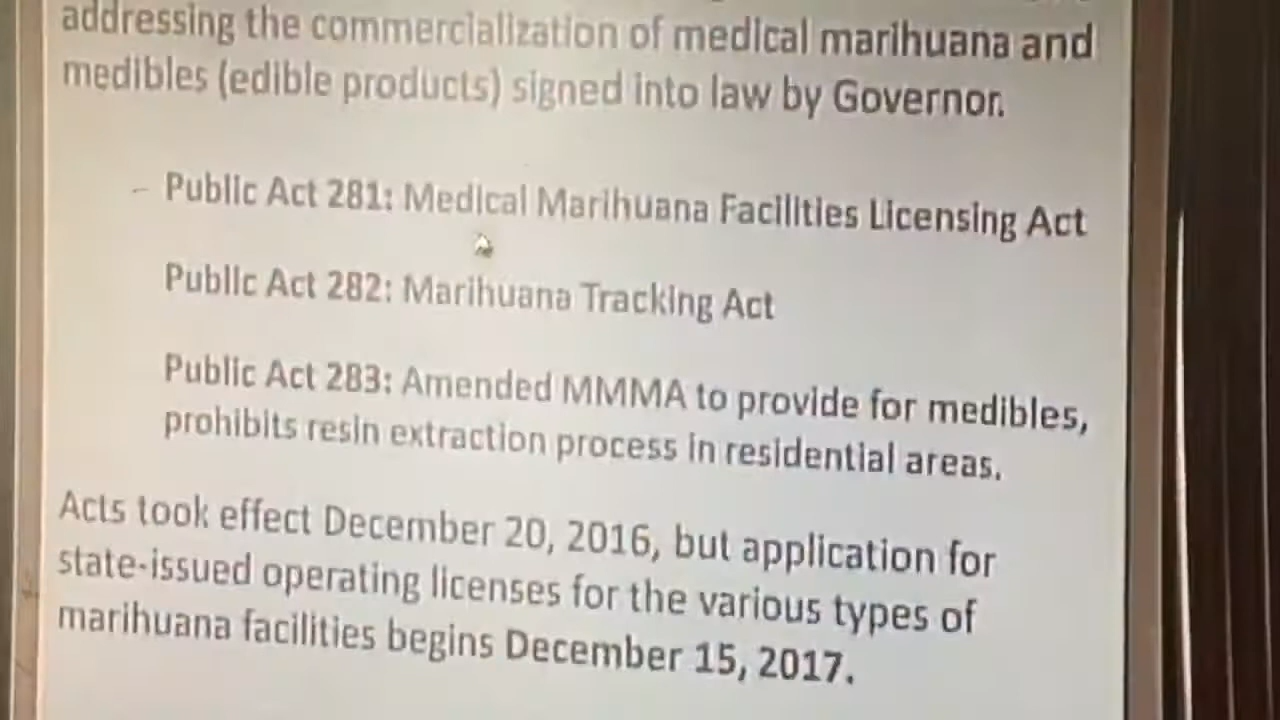 addressing the commercialization of medical marihuana and
medibles (edible products) signed into law by Governor.
– Public Act 281: Medical Marihuana Facilities Licensing Act
Public Act 282: Marihuana Tracking Act
Public Act 283: Amended MMMA to provide for medibles,
prohibits resin extraction process in residential areas.
Acts took effect December 20, 2016, but application for
state-issued operating licenses for the various types of
marihuana facilities begins December 15, 2017.